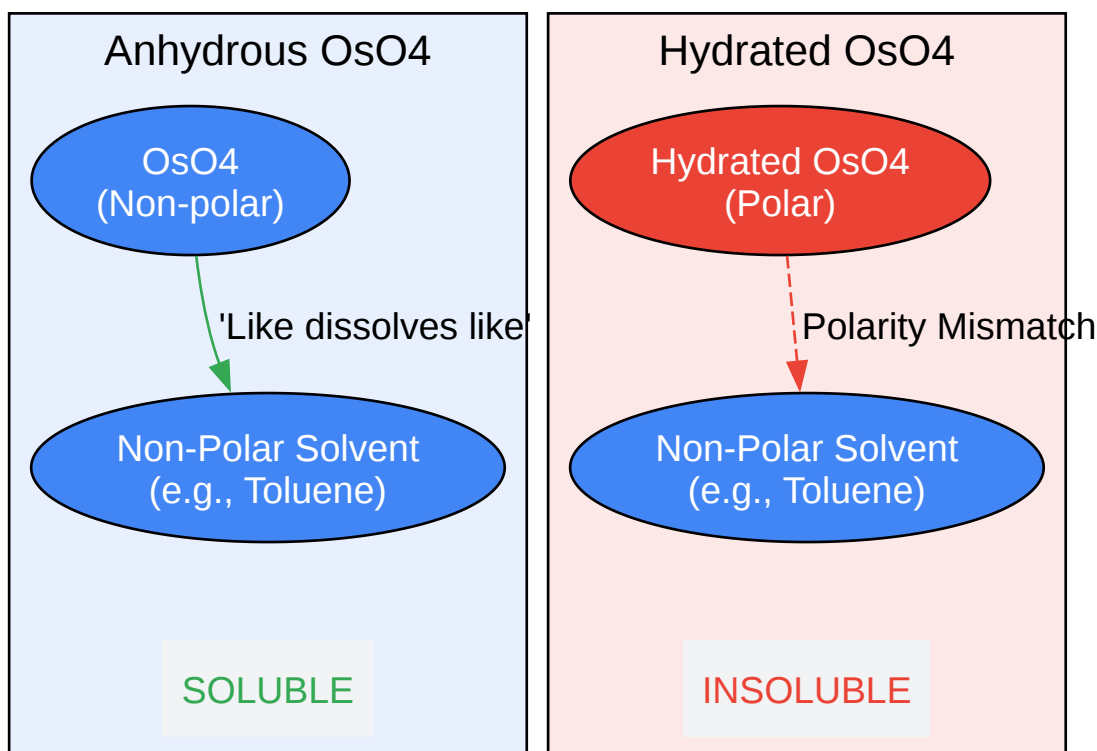 Anhydrous OsO4
OsO4
(Non-polar)
'Like dissolves like'
Non-Polar Solvent
(e.g., Toluene)
SOLUBLE
Hydrated OsO4
Hydrated OsO4
(Polar)
Polarity Mismatch
Non-Polar Solvent
(e.g., Toluene)
INSOLUBLE